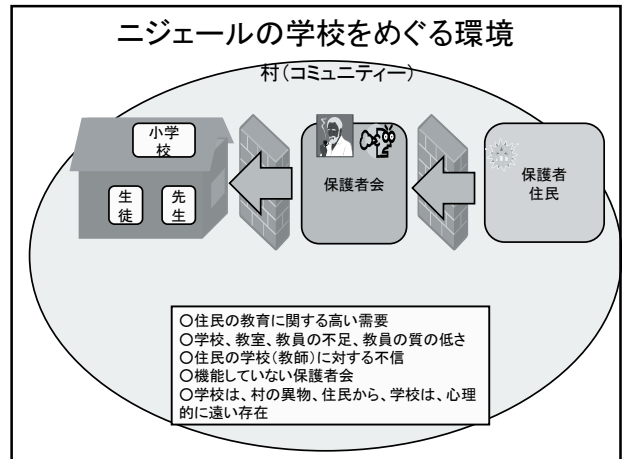 ニジェールの学校をめぐる環境
村(コミュニティー)
小学
校
生
徒
先
生
保護者会
保護者
住民
○住民の教育に関する高い需要
○学校、教室、教員の不足、教員の質の低さ
○住民の学校(教師)に対する不信
○機能していない保護者会
○学校は、村の異物、住民から、学校は、心理
的に遠い存在